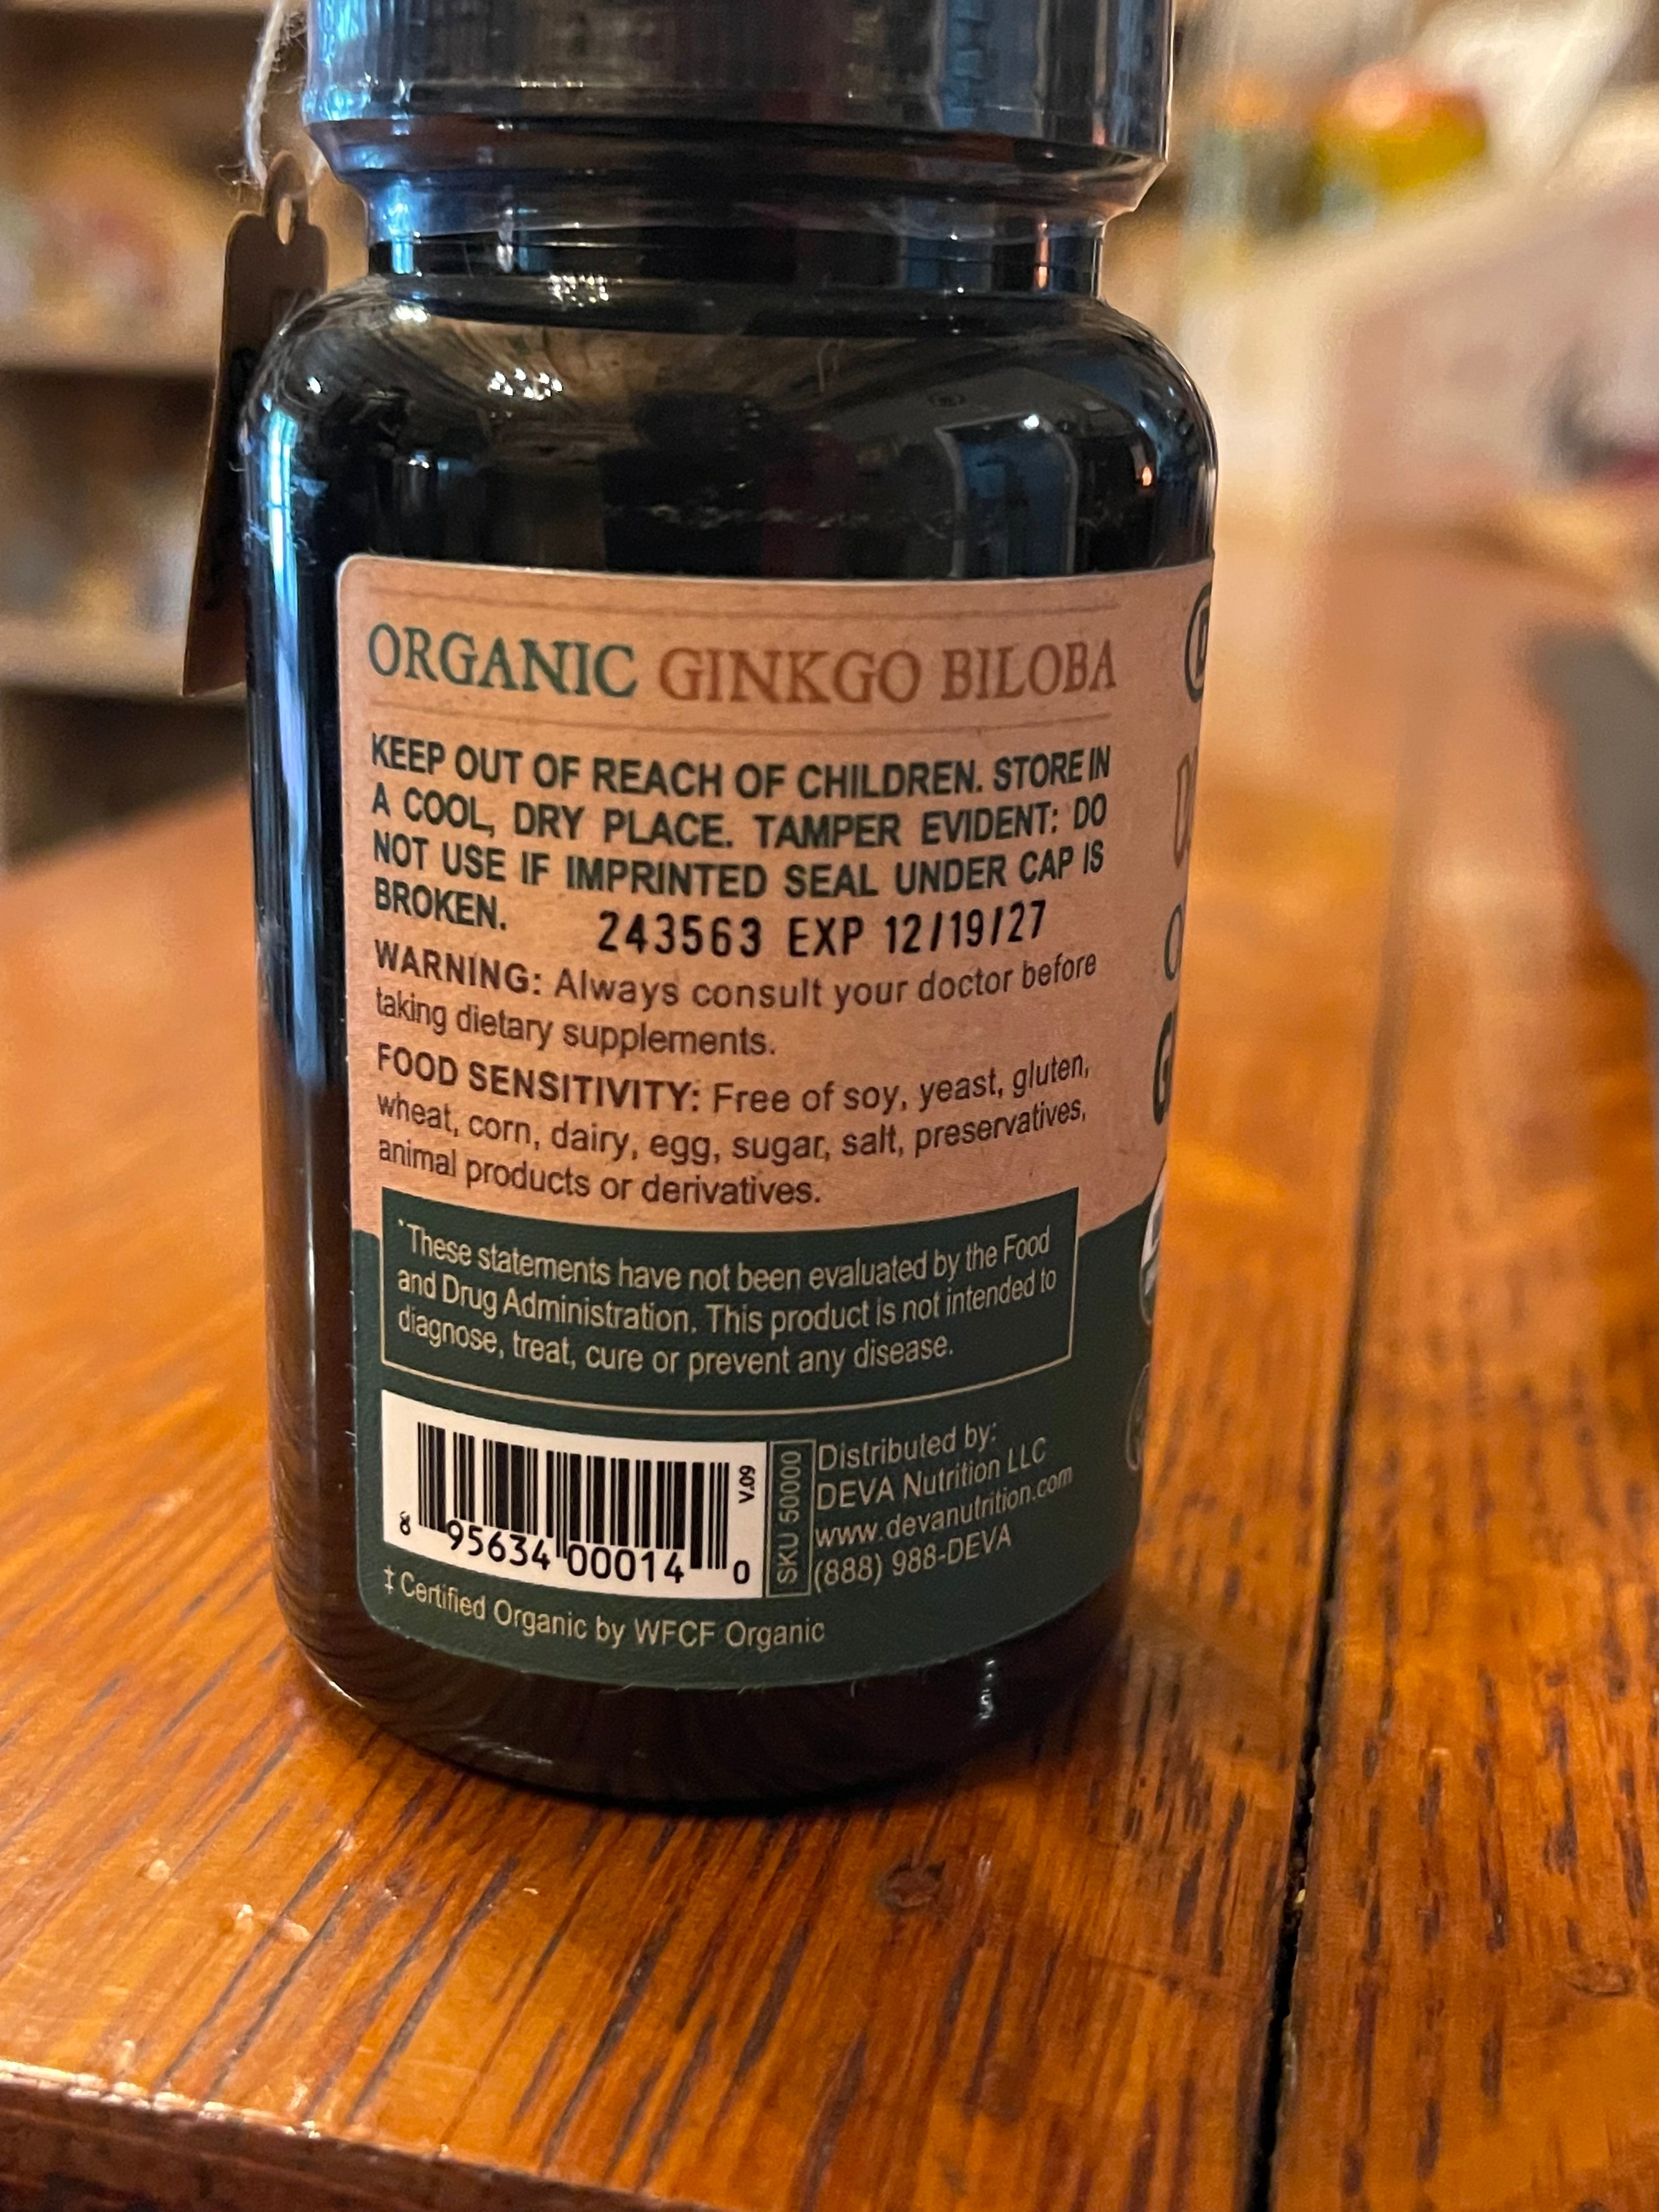 ORGANIC GINKGO BILOBA
KEEP OUT OF REACH OF CHILDREN. STORE IN
A COOL, DRY PLACE. TAMPER EVIDENT: DO
NOT USE IF IMPRINTED SEAL UNDER CAP IS
BROKEN. 243563 EXP 12/19/27
WARNING: Always consult your doctor before
taking dietary supplements.
FOOD SENSITIVITY: Free of soy, yeast, gluten,
wheat, corn, dairy, egg, sugar, salt, preservatives,
animal products or derivatives.
*These statements have not been evaluated by the Food
and Drug Administration. This product is not intended to
diagnose, treat, cure or prevent any disease.
8 95634 00014 0
V.09
SKU 50000
Distributed by:
DEVA Nutrition LLC
www.devanutrition.com
(888) 988-DEVA
‡ Certified Organic by WFCF Organic